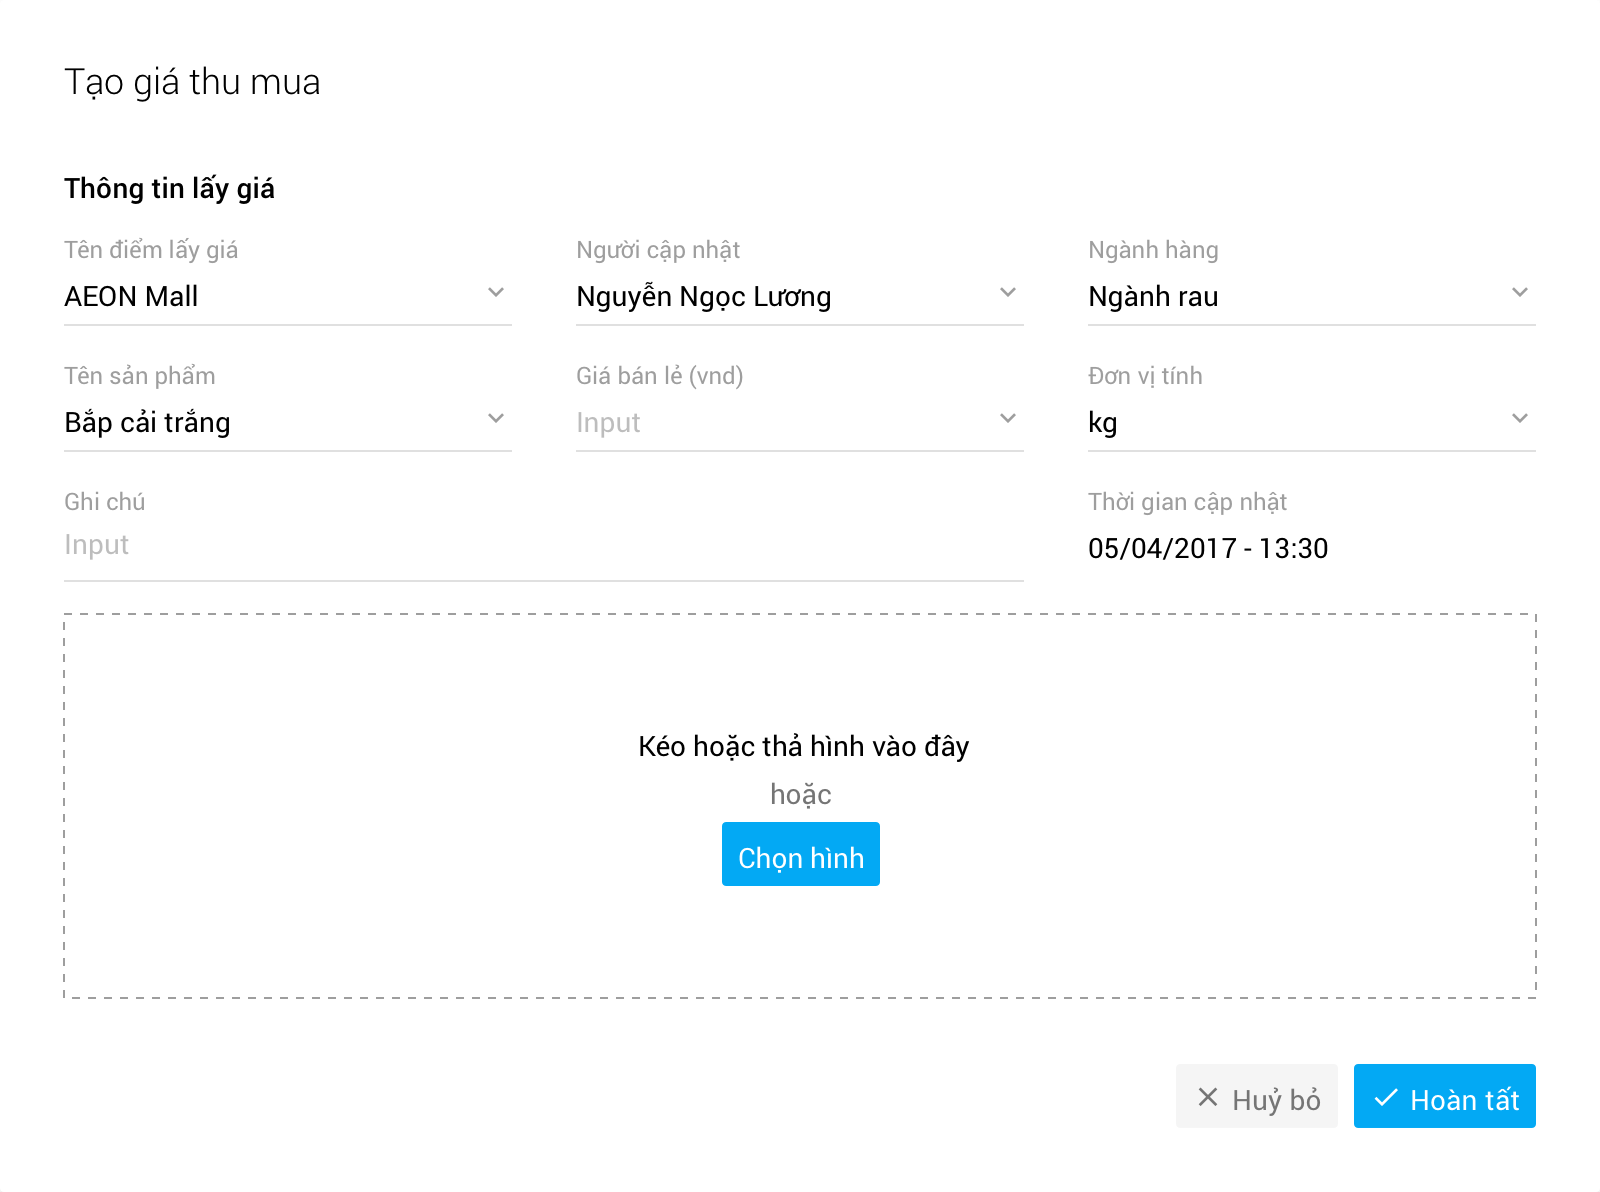 Tạo giá thu mua
Thông tin lấy giá
Tên điểm lấy giá
Người cập nhật
Ngành hàng
AEON Mall
Nguyễn Ngọc Lương
Ngành rau
Tên sản phẩm
Giá bán lẻ (vnd)
Đơn vị tính
Bắp cải trắng
Input
kg
Ghi chú
Thời gian cập nhật
Input
05/04/2017 - 13:30
Kéo hoặc thả hình vào đây
hoặc
Chọn hình
Huỷ bỏ
Hoàn tất